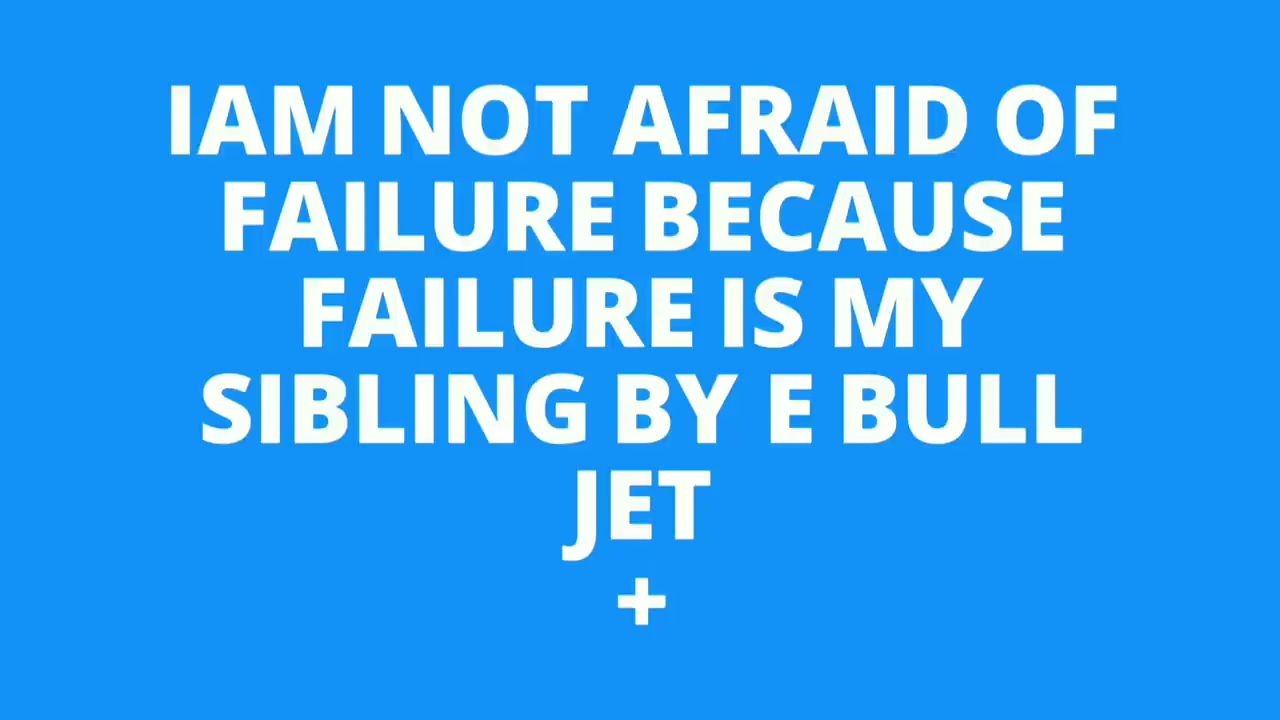 IAM NOT AFRAID OF
FAILURE BECAUSE
FAILURE IS MY
SIBLING BY E BULL
JET
+